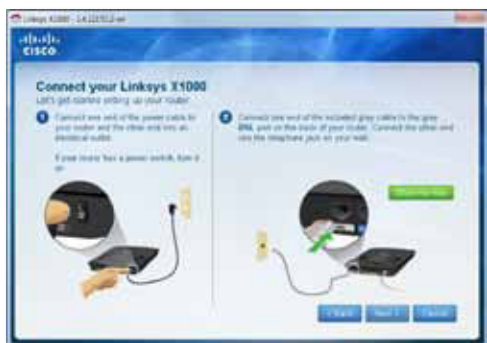 CISCO
Connect your Linksys X1000
Let's get started setting up your router.
1 Connect one end of the power cable to
your router and the other end into an
electrical outlet.
If your router has a power switch, turn it
on.
2 Connect one end of the included gray cable to the gray
DSL port on the back of your router. Connect the other end
into the telephone jack on your wall.
Back
Next
Cancel